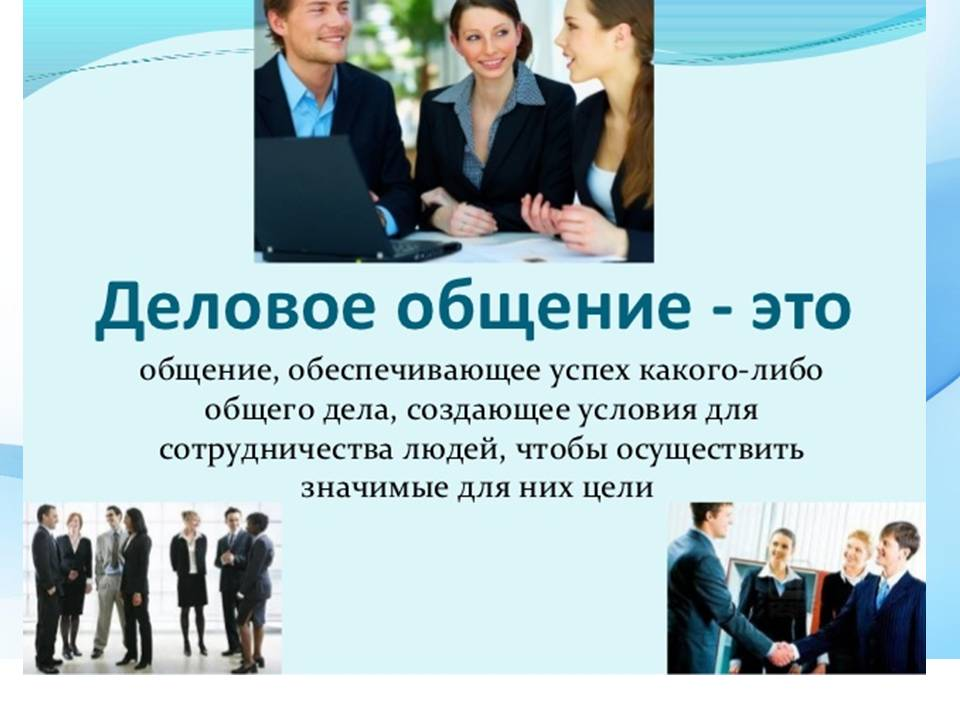 Деловое общение - это
общение, обеспечивающее успех какого-либо
общего дела, создающее условия для
сотрудничества людей, чтобы осуществить
значимые для них цели